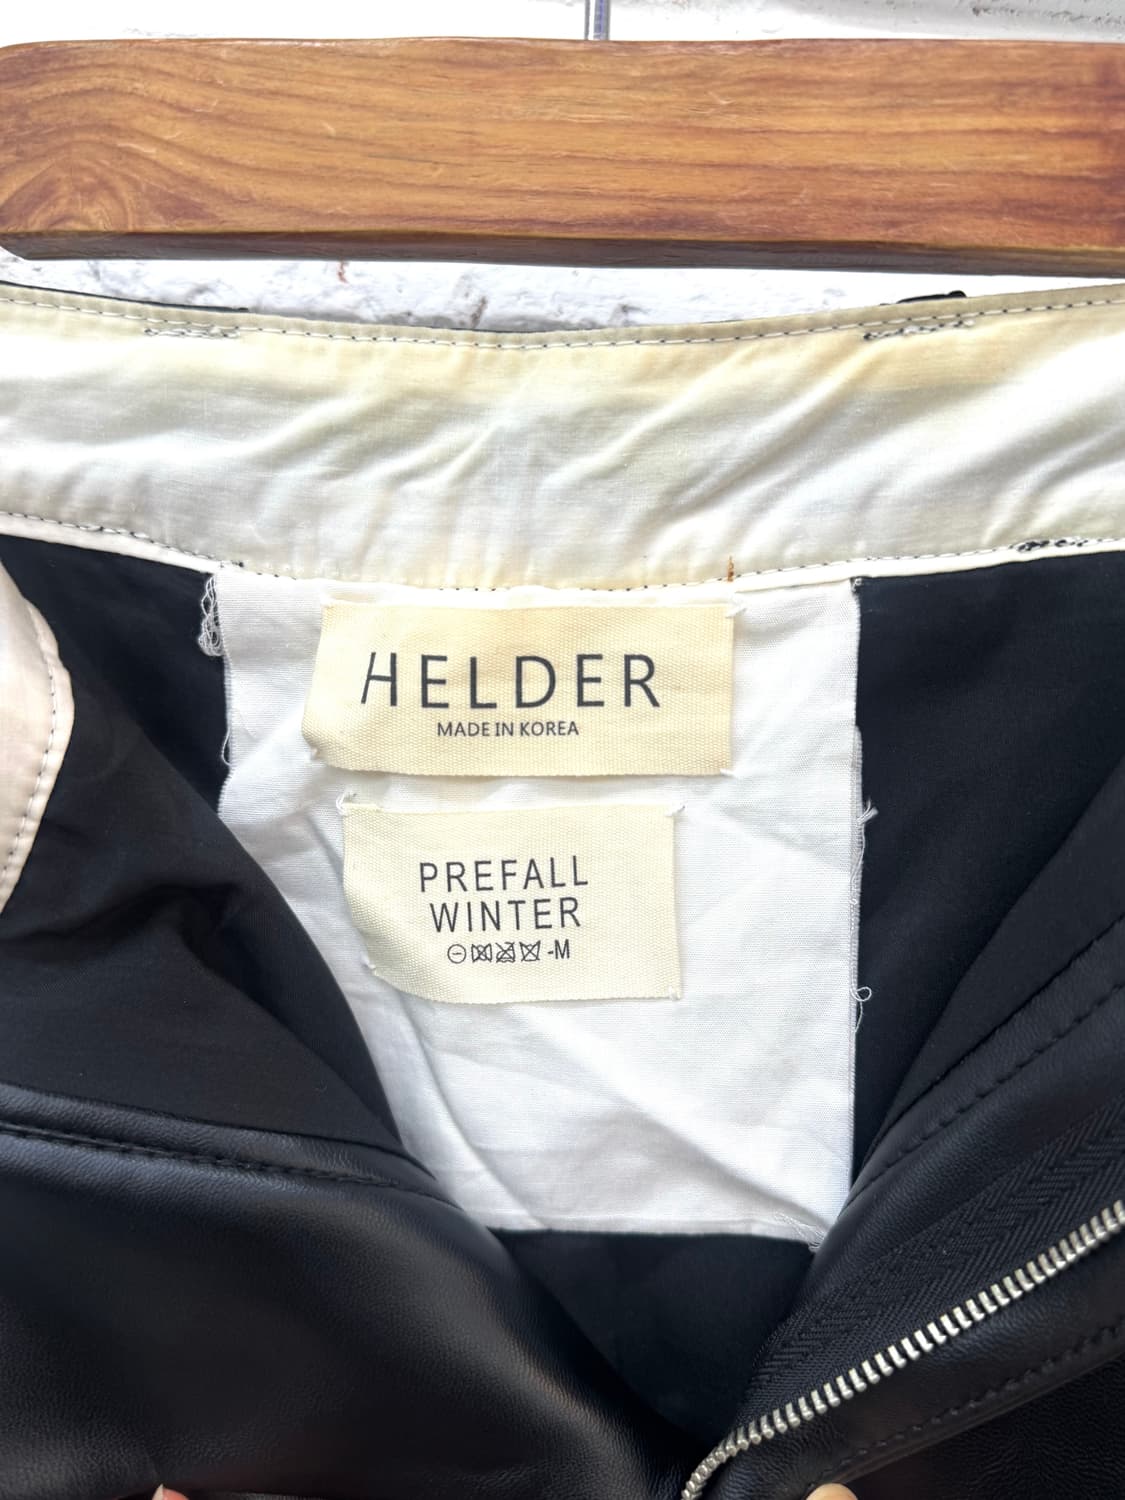 HELDER
MADE IN KOREA
PREFALL
WINTER
-M